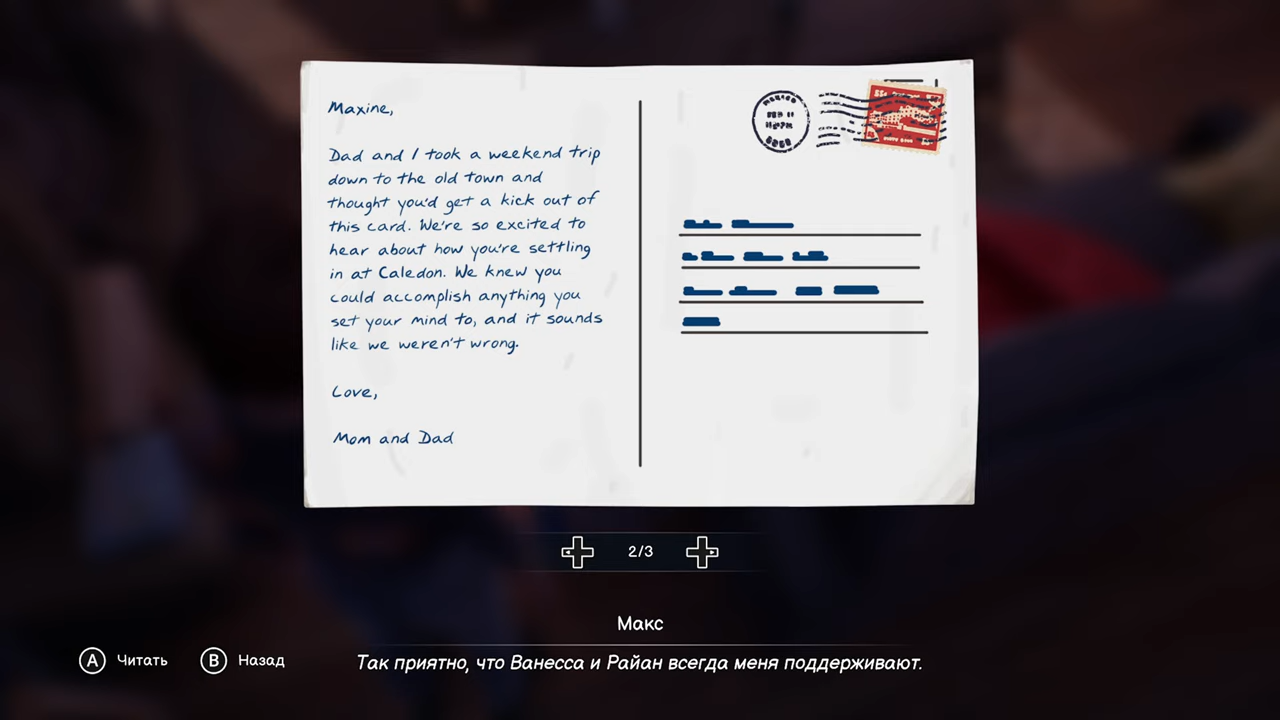 Maxine,
Dad and I took a weekend trip
down to the old town and
thought you'd get a kick out of
this card. We're so excited to
hear about how you're settling
in at Caledon. We knew you
could accomplish anything you
set your mind to, and it sounds
like we weren't wrong.
Love,
Mom and Dad
2/3
Макс
A Читать B Назад
Так приятно, что Ванесса и Райан всегда меня поддерживают.